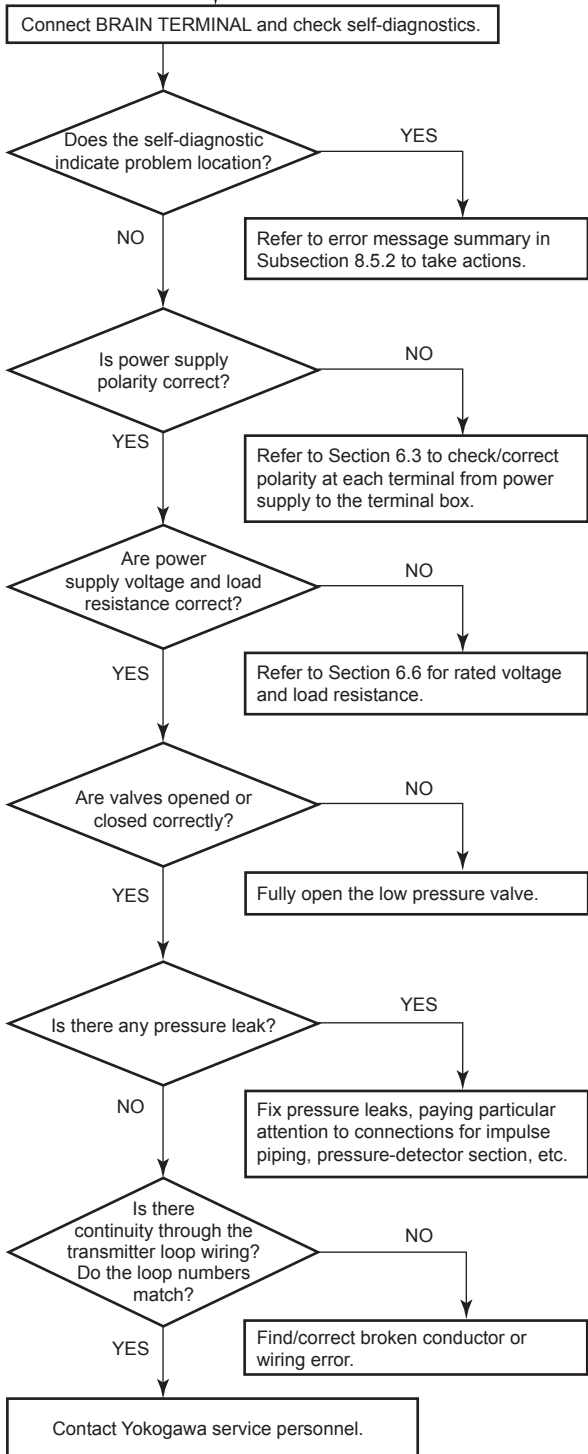 Connect BRAIN TERMINAL and check self-diagnostics.
Does the self-diagnostic
indicate problem location?
YES
NO
Refer to error message summary in
Subsection 8.5.2 to take actions.
Is power supply
polarity correct?
NO
YES
Refer to Section 6.3 to check/correct
polarity at each terminal from power
supply to the terminal box.
Are power
supply voltage and load
resistance correct?
NO
YES
Refer to Section 6.6 for rated voltage
and load resistance.
Are valves opened or
closed correctly?
NO
YES
Fully open the low pressure valve.
Is there any pressure leak?
YES
NO
Fix pressure leaks, paying particular
attention to connections for impulse
piping, pressure-detector section, etc.
Is there
continuity through the
transmitter loop wiring?
Do the loop numbers
match?
NO
YES
Find/correct broken conductor or
wiring error.
Contact Yokogawa service personnel.